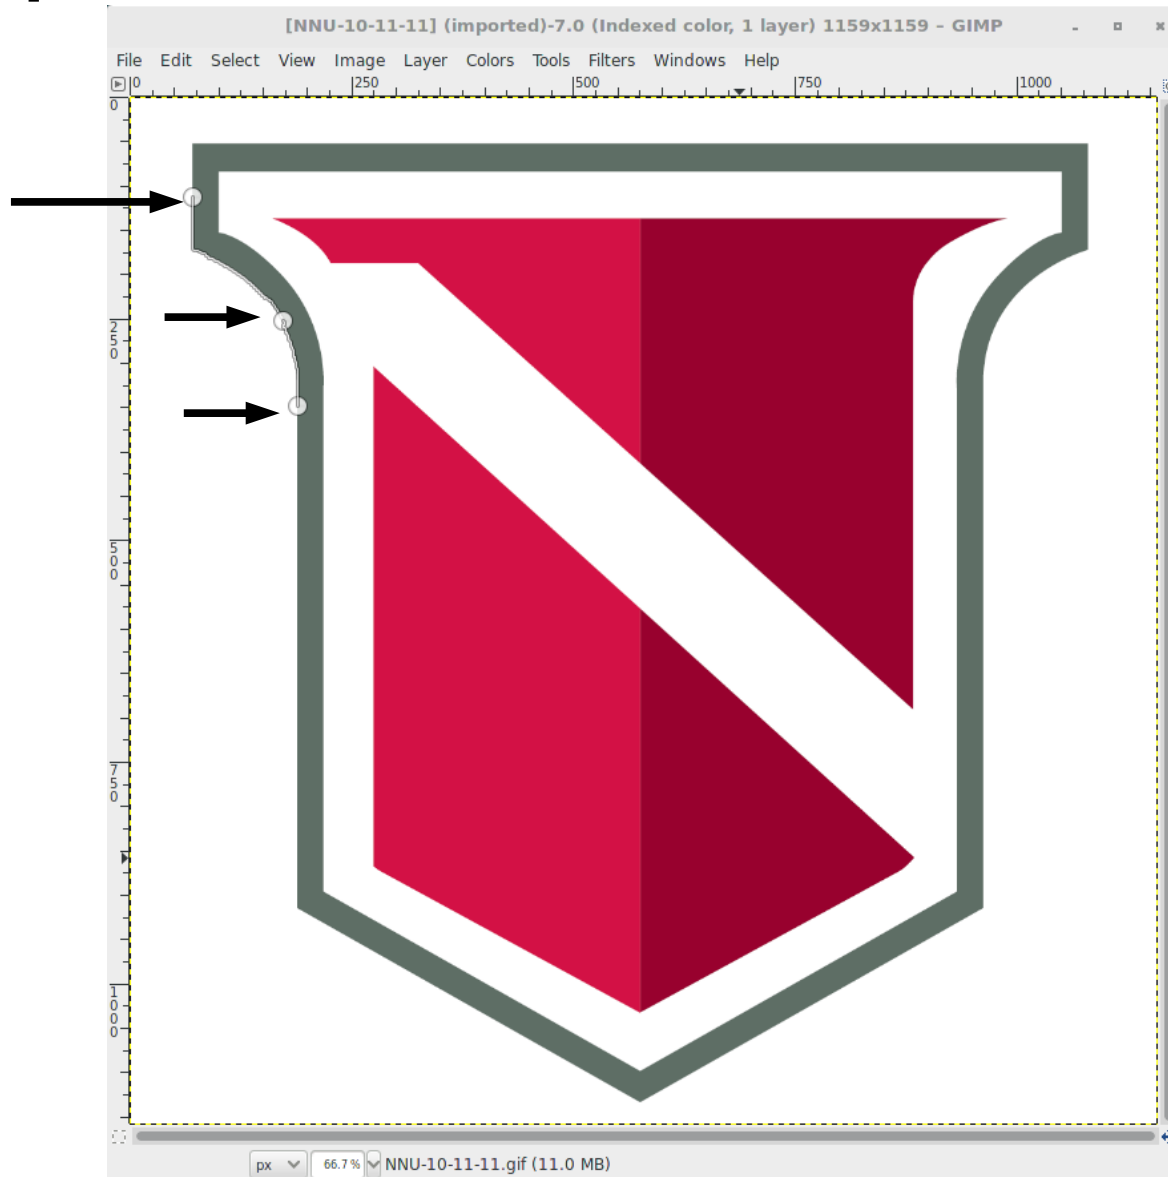 [NNU-10-11-11] (imported)-7.0 (Indexed color, 1 layer) 1159x1159 – GIMP
File Edit Select View Image Layer Colors Tools Filters Windows Help
0 250 500 750 1000
0
250
500
750
1000
px 66.7 % NNU-10-11-11.gif (11.0 MB)